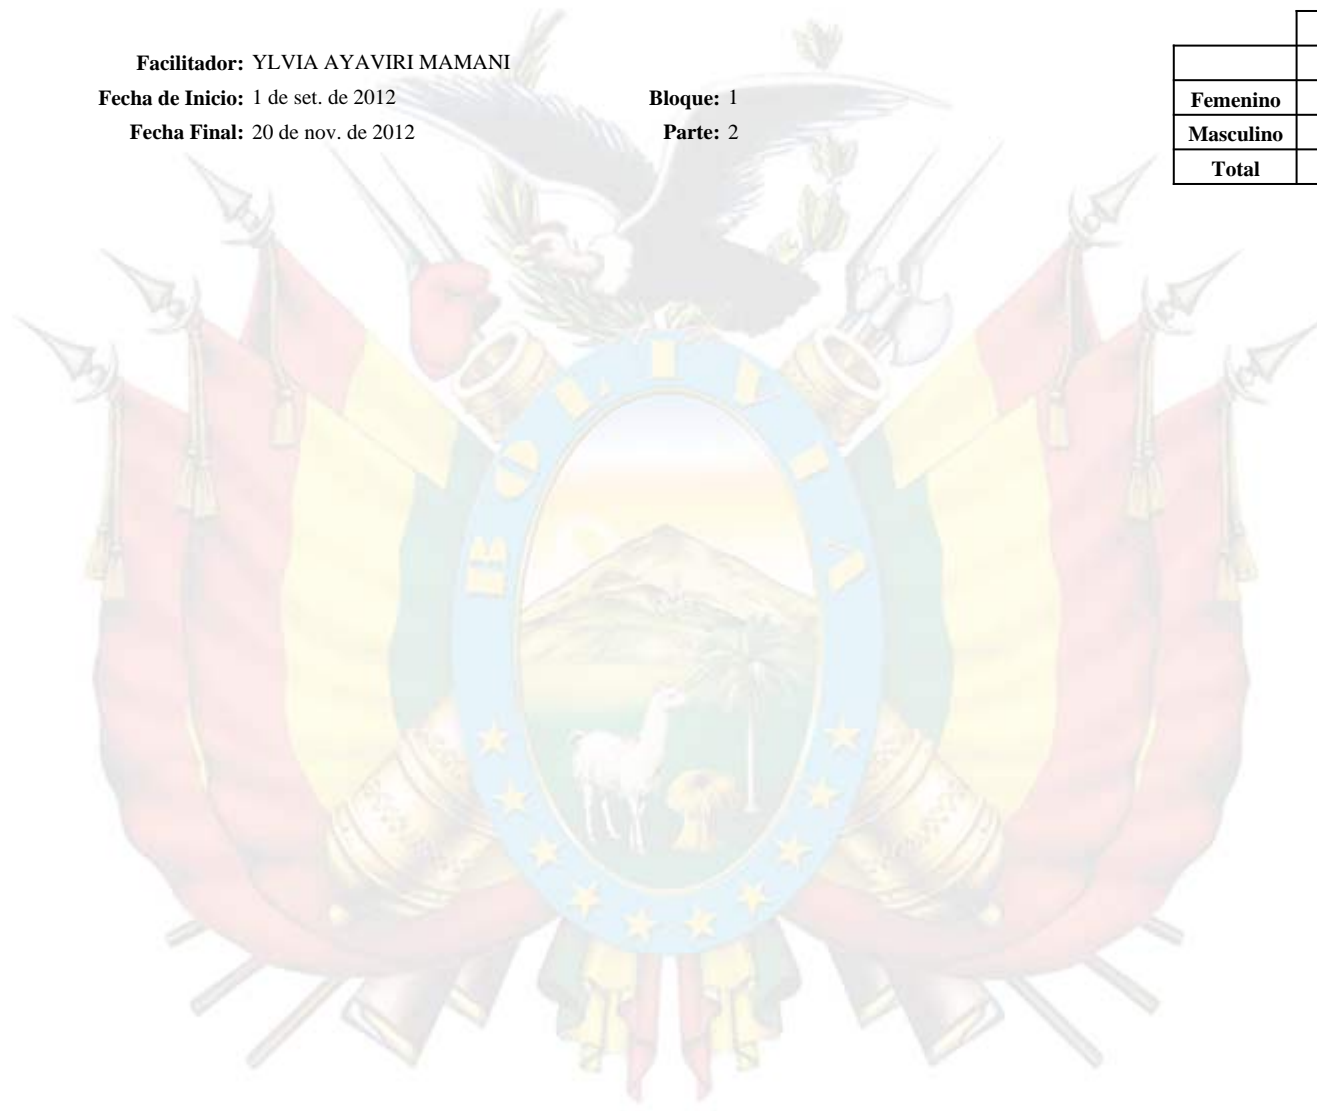 Facilitador: YLVIA AYAVIRI MAMANI
Fecha de Inicio: 1 de set. de 2012 Bloque: 1
Fecha Final: 20 de nov. de 2012 Parte: 2
Femenino
Masculino
Total
BOLIVIA